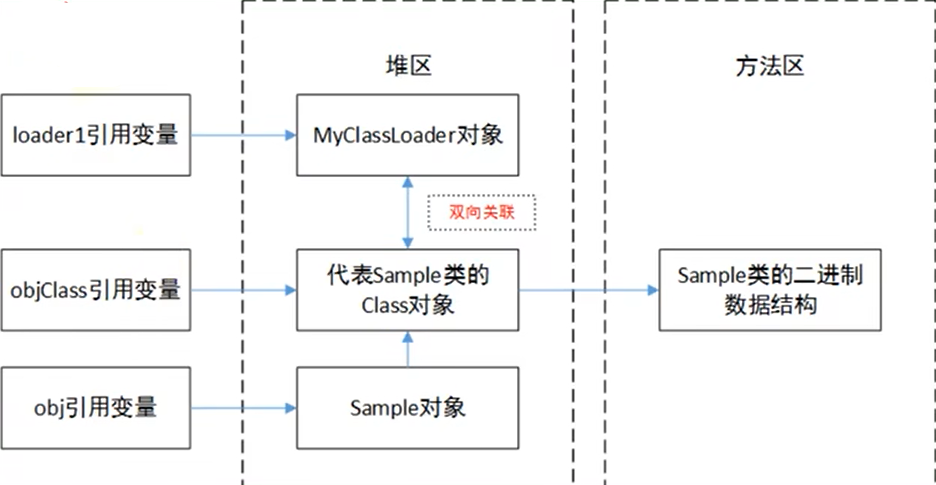 堆区
方法区
loader1引用变量
MyClassLoader对象
双向关联
objClass引用变量
代表Sample类的
Class对象
Sample类的二进制
数据结构
obj引用变量
Sample对象